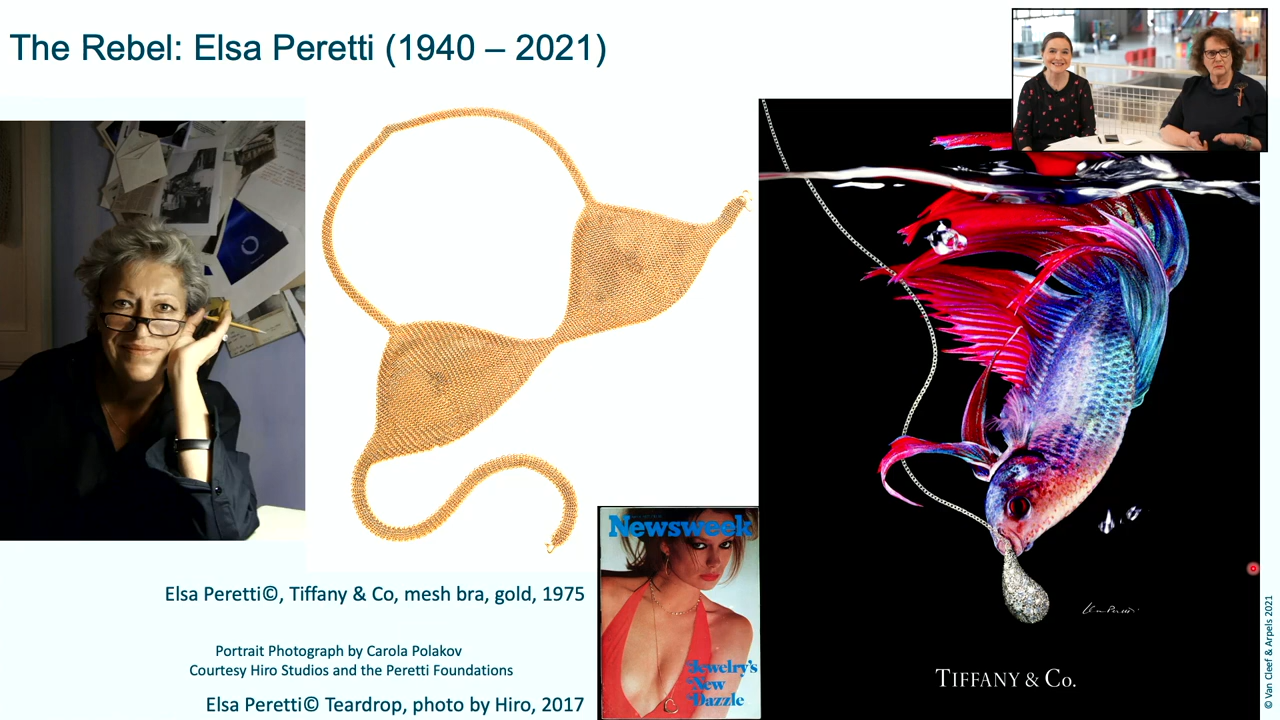 The Rebel: Elsa Peretti (1940 – 2021)
Newsweek
Jewelry's
New
Dazzle
Elsa Peretti©, Tiffany & Co, mesh bra, gold, 1975
Portrait Photograph by Carola Polakov
Courtesy Hiro Studios and the Peretti Foundations
Elsa Peretti© Teardrop, photo by Hiro, 2017
TIFFANY & CO.
© Van Cleef & Arpels 2021